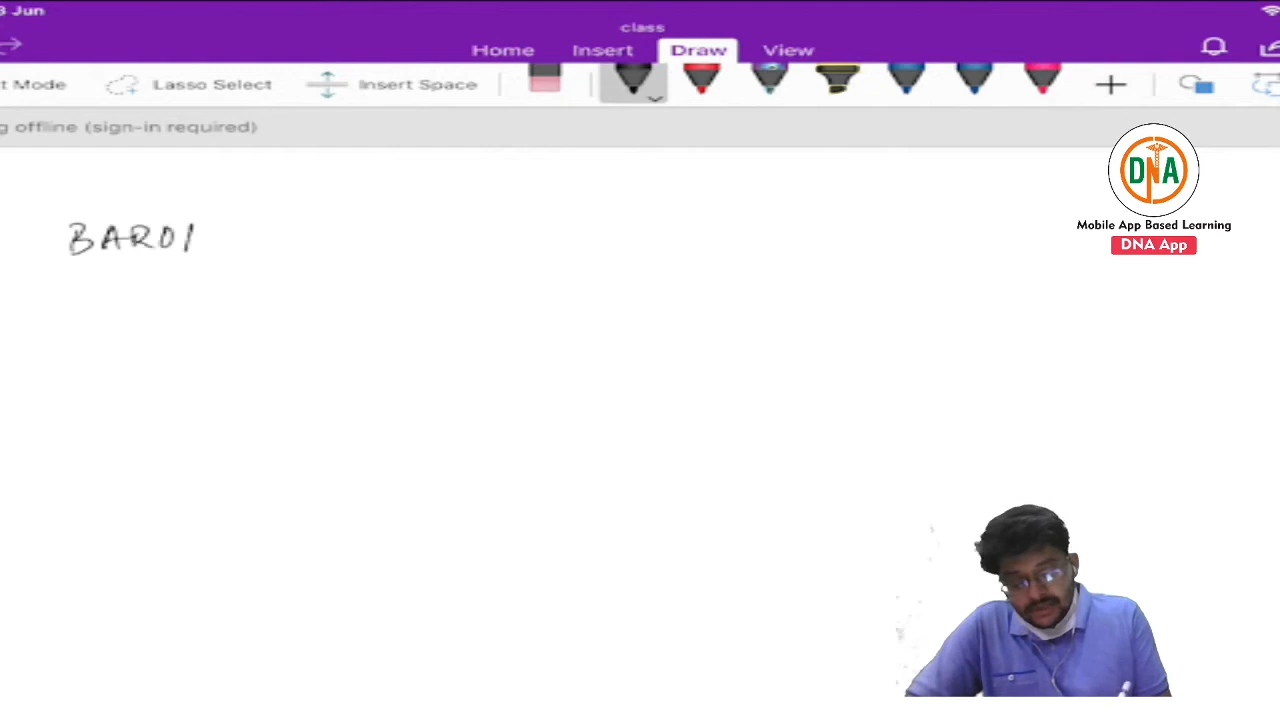 3 Jun
class
Home Insert Draw View
t Mode Lasso Select Insert Space
g offline (sign-in required)
DNA
Mobile App Based Learning
DNA App
BARDI